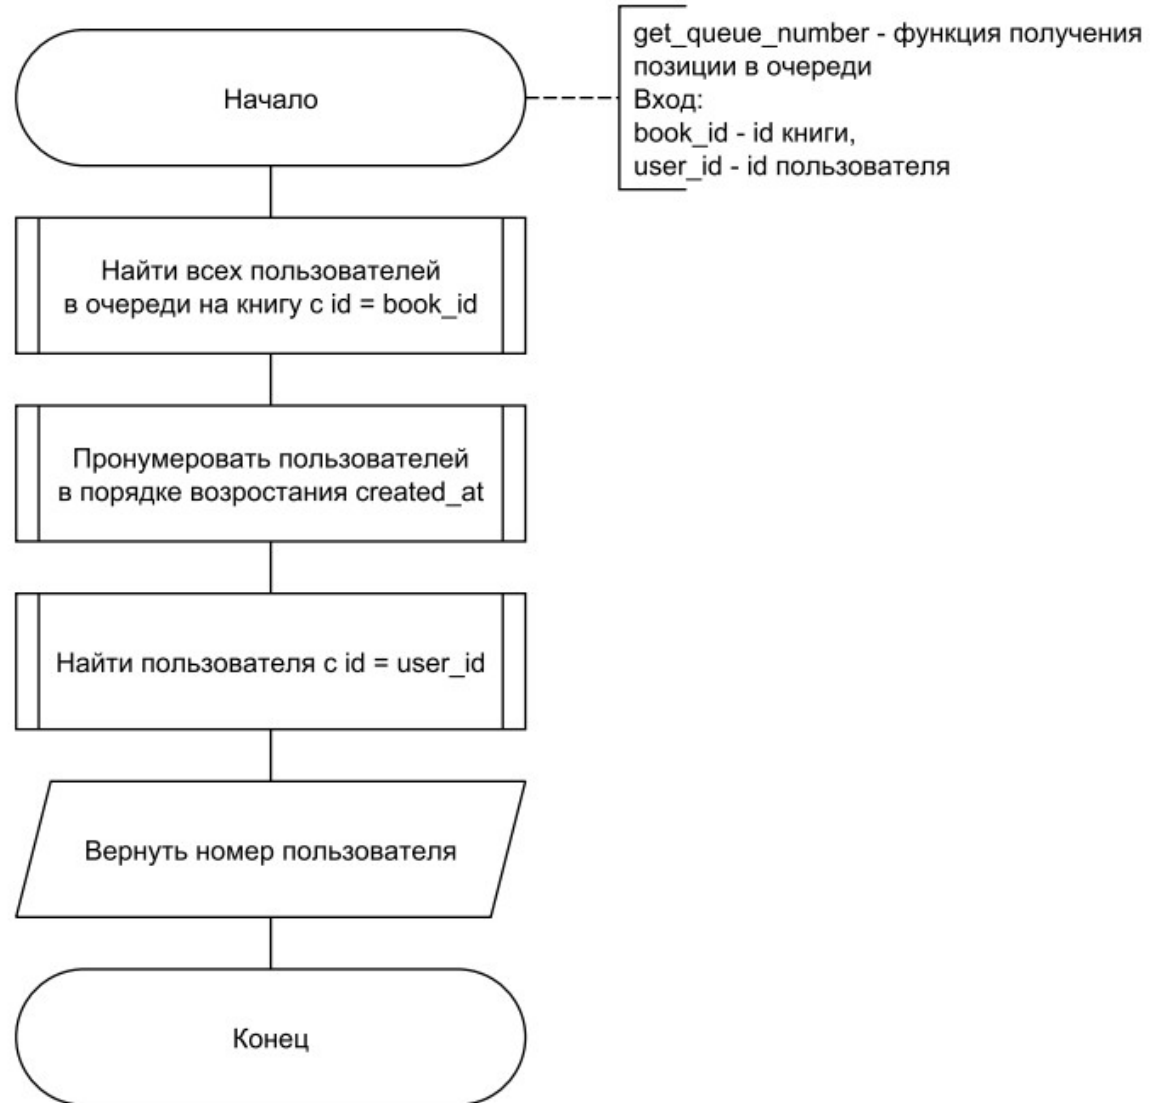 Начало
get_queue_number - функция получения
позиции в очереди
Вход:
book_id - id книги,
user_id - id пользователя
Найти всех пользователей
в очереди на книгу с id = book_id
Пронумеровать пользователей
в порядке возростания created_at
Найти пользователя с id = user_id
Вернуть номер пользователя
Конец